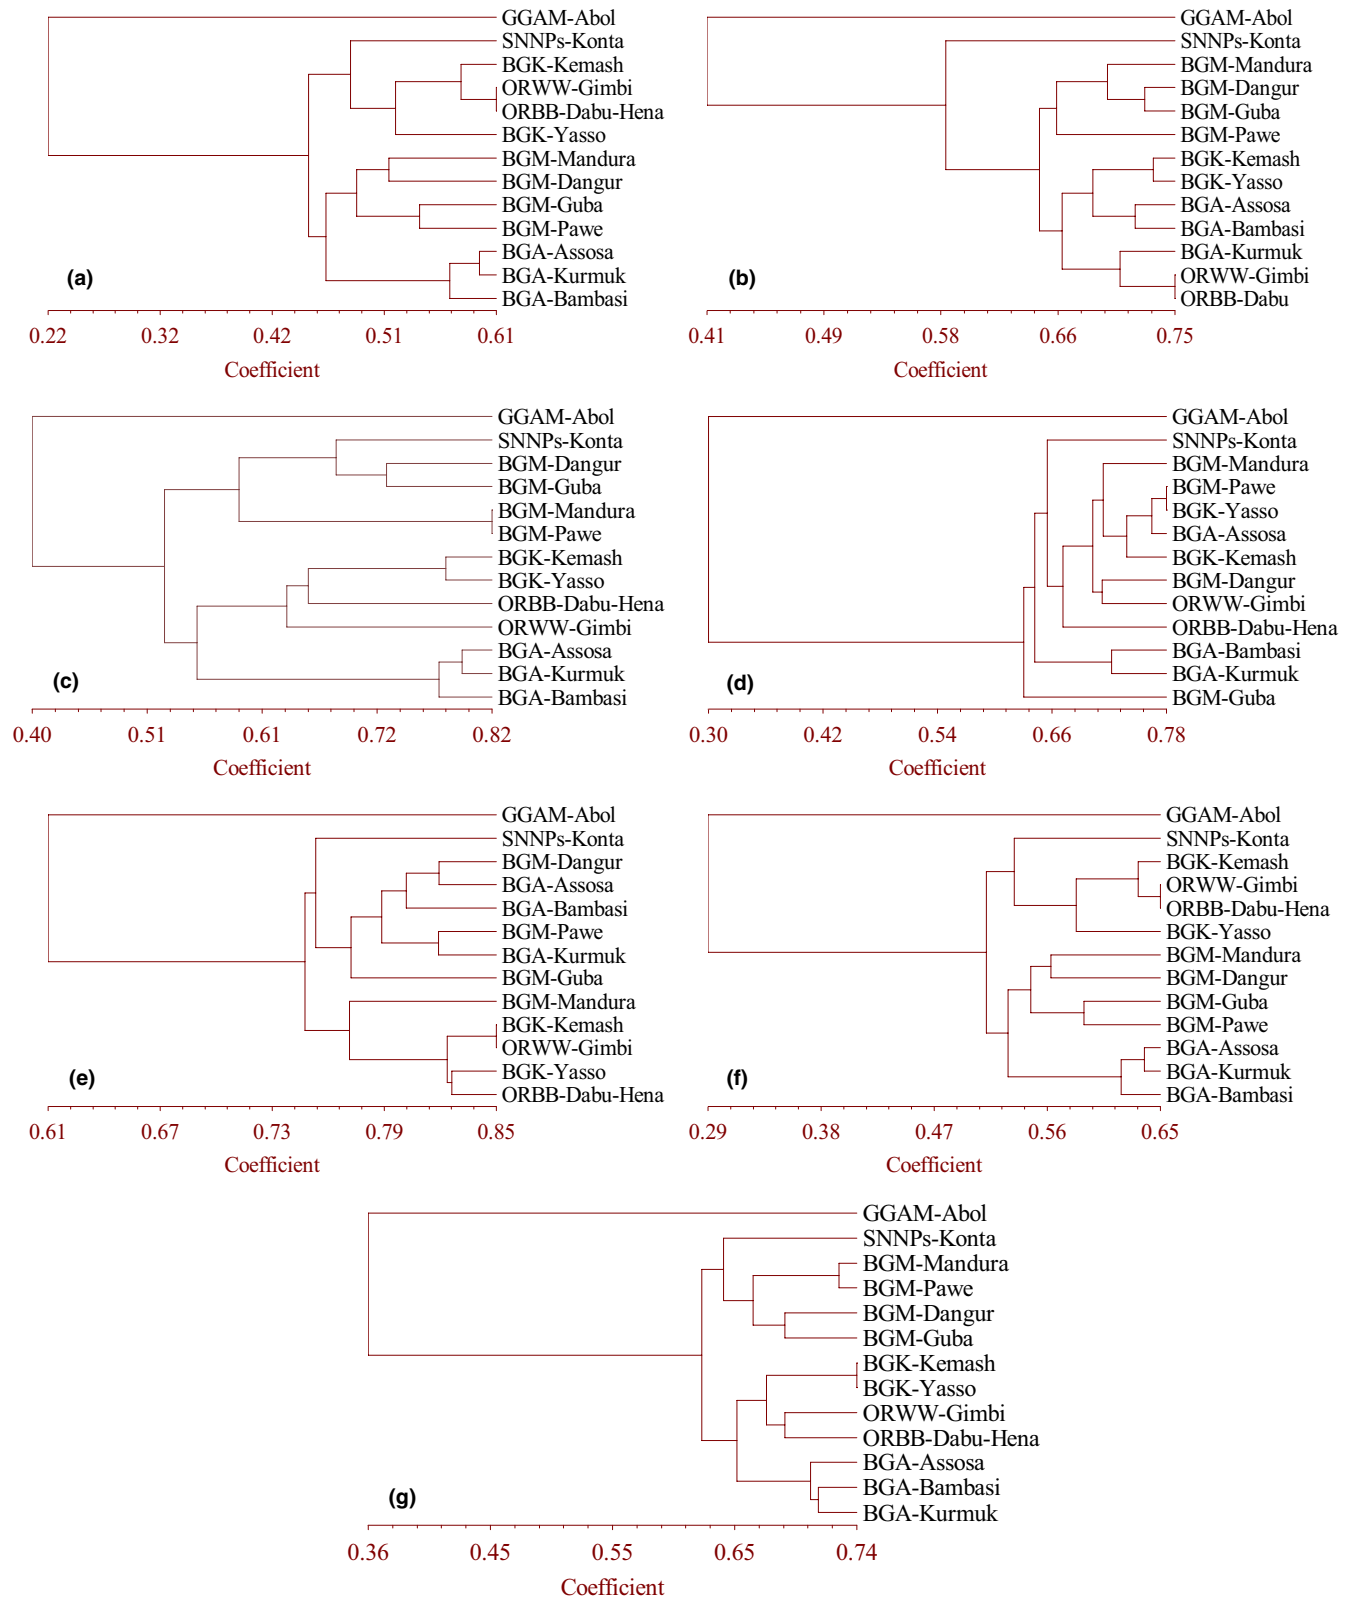 GGAM-Abol
SNNPs-Konta
BGK-Kemash
ORWW-Gimbi
ORBB-Dabu-Hena
BGK-Yasso
BGM-Mandura
BGM-Dangur
BGM-Guba
BGM-Pawe
BGA-Assosa
BGA-Kurmuk
BGA-Bambasi
(a)
0.22 0.32 0.42 0.51 0.61
Coefficient
GGAM-Abol
SNNPs-Konta
BGM-Mandura
BGM-Dangur
BGM-Guba
BGM-Pawe
BGK-Kemash
BGK-Yasso
BGA-Assosa
BGA-Bambasi
BGA-Kurmuk
ORWW-Gimbi
ORBB-Dabu
(b)
0.41 0.49 0.58 0.66 0.75
Coefficient
GGAM-Abol
SNNPs-Konta
BGM-Dangur
BGM-Guba
BGM-Mandura
BGM-Pawe
BGK-Kemash
BGK-Yasso
ORBB-Dabu-Hena
ORWW-Gimbi
BGA-Assosa
BGA-Kurmuk
BGA-Bambasi
(c)
0.40 0.51 0.61 0.72 0.82
Coefficient
GGAM-Abol
SNNPs-Konta
BGM-Mandura
BGM-Pawe
BGK-Yasso
BGA-Assosa
BGK-Kemash
BGM-Dangur
ORWW-Gimbi
ORBB-Dabu-Hena
BGA-Bambasi
BGA-Kurmuk
BGM-Guba
(d)
0.30 0.42 0.54 0.66 0.78
Coefficient
GGAM-Abol
SNNPs-Konta
BGM-Dangur
BGA-Assosa
BGA-Bambasi
BGM-Pawe
BGA-Kurmuk
BGM-Guba
BGM-Mandura
BGK-Kemash
ORWW-Gimbi
BGK-Yasso
ORBB-Dabu-Hena
(e)
0.61 0.67 0.73 0.79 0.85
Coefficient
GGAM-Abol
SNNPs-Konta
BGK-Kemash
ORWW-Gimbi
ORBB-Dabu-Hena
BGK-Yasso
BGM-Mandura
BGM-Dangur
BGM-Guba
BGM-Pawe
BGA-Assosa
BGA-Kurmuk
BGA-Bambasi
(f)
0.29 0.38 0.47 0.56 0.65
Coefficient
GGAM-Abol
SNNPs-Konta
BGM-Mandura
BGM-Pawe
BGM-Dangur
BGM-Guba
BGK-Kemash
BGK-Yasso
ORWW-Gimbi
ORBB-Dabu-Hena
BGA-Assosa
BGA-Bambasi
BGA-Kurmuk
(g)
0.36 0.45 0.55 0.65 0.74
Coefficient